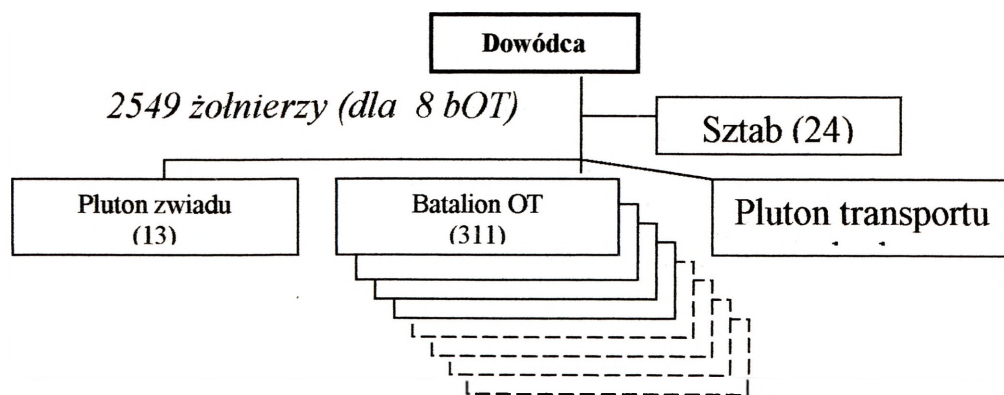 Dowódca
2549 żołnierzy (dla 8 bOT)
Sztab (24)
Pluton zwiadu
(13)
Batalion OT
(311)
Pluton transportu